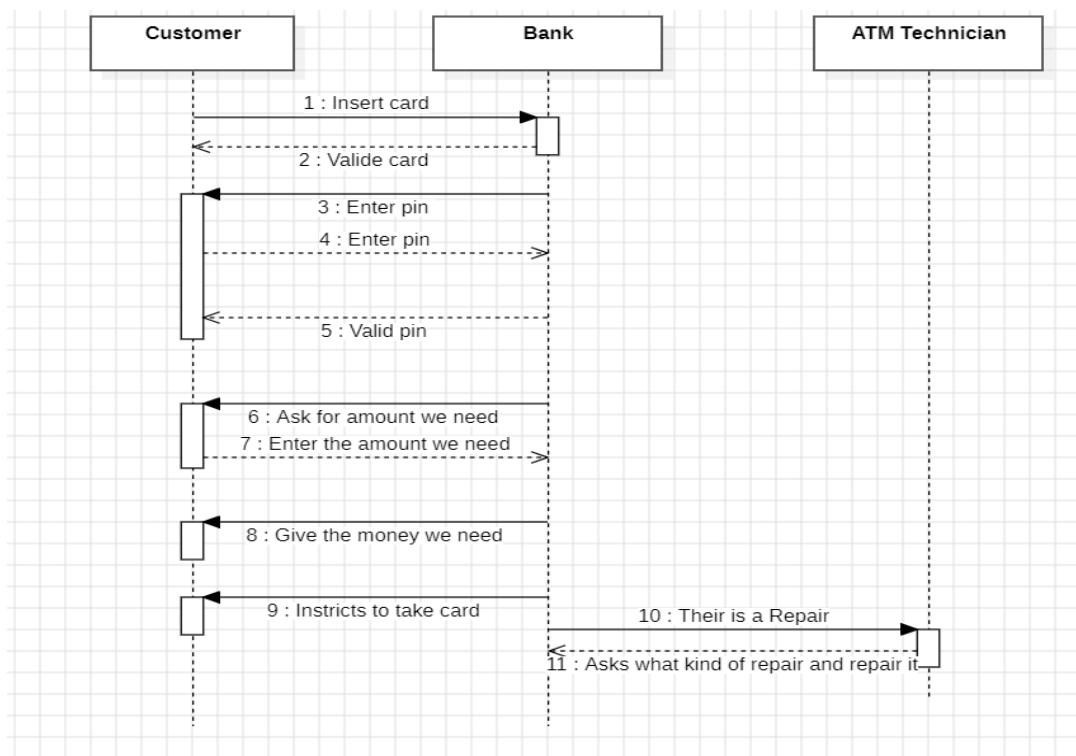 Customer
Bank
ATM Technician
1 : Insert card
2 : Valide card
3 : Enter pin
4 : Enter pin
5 : Valid pin
6 : Ask for amount we need
7 : Enter the amount we need
8 : Give the money we need
9 : Instricts to take card
10 : Their is a Repair
11 : Asks what kind of repair and repair it